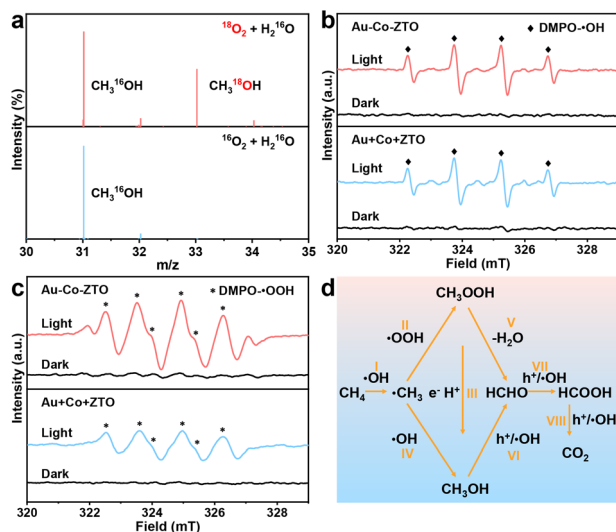 a
¹⁸O₂ + H₂¹⁶O
CH₃¹⁶OH
CH₃¹⁸OH
¹⁶O₂ + H₂¹⁶O
CH₃¹⁶OH
Intensity (%)
30 31 32 33 34 35
m/z
b
Au-Co-ZTO
♦ DMPO-•OH
Light
Dark
Au+Co+ZTO
Light
Dark
Intensity (a.u.)
320 322 324 326 328
Field (mT)
c
Au-Co-ZTO
* DMPO-•OOH
Light
Dark
Au+Co+ZTO
Light
Dark
Intensity (a.u.)
320 322 324 326 328
Field (mT)
d
CH₃OOH
II
•OOH
V
-H₂O
I
•OH
VII
h⁺/•OH
CH₄
•CH₃
e⁻ H⁺
III
HCHO
HCOOH
•OH
IV
h⁺/•OH
VI
VIII
h⁺/•OH
CO₂
CH₃OH